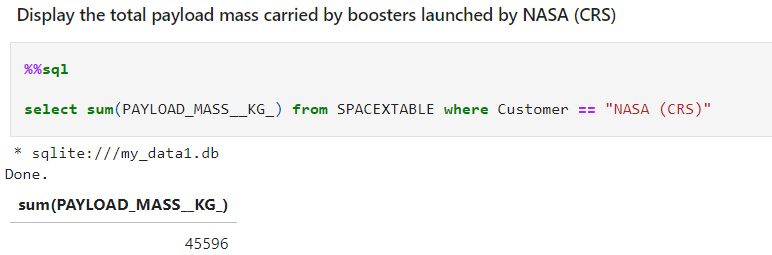 Display the total payload mass carried by boosters launched by NASA (CRS)
%%sql
select sum(PAYLOAD_MASS__KG_) from SPACEXTABLE where Customer == "NASA (CRS)"
* sqlite:///my_data1.db
Done.
sum(PAYLOAD_MASS__KG_)
45596